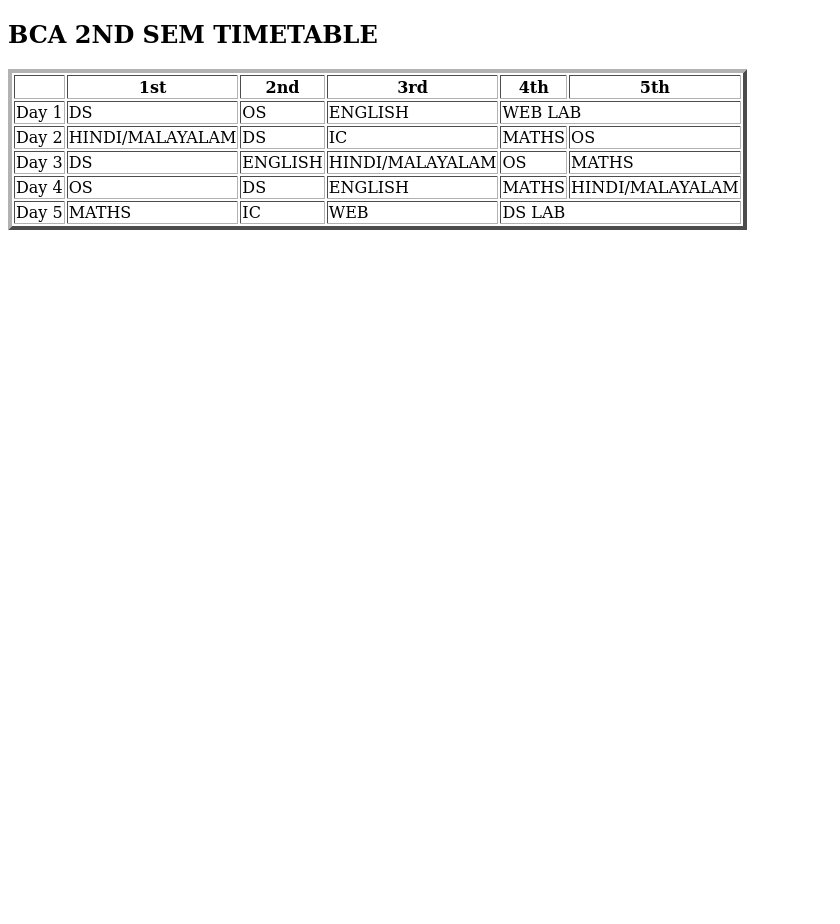 BCA 2ND SEM TIMETABLE
1st 2nd 3rd 4th 5th
Day 1 DS OS ENGLISH WEB LAB
Day 2 HINDI/MALAYALAM DS IC MATHS OS
Day 3 DS ENGLISH HINDI/MALAYALAM OS MATHS
Day 4 OS DS ENGLISH MATHS HINDI/MALAYALAM
Day 5 MATHS IC WEB DS LAB